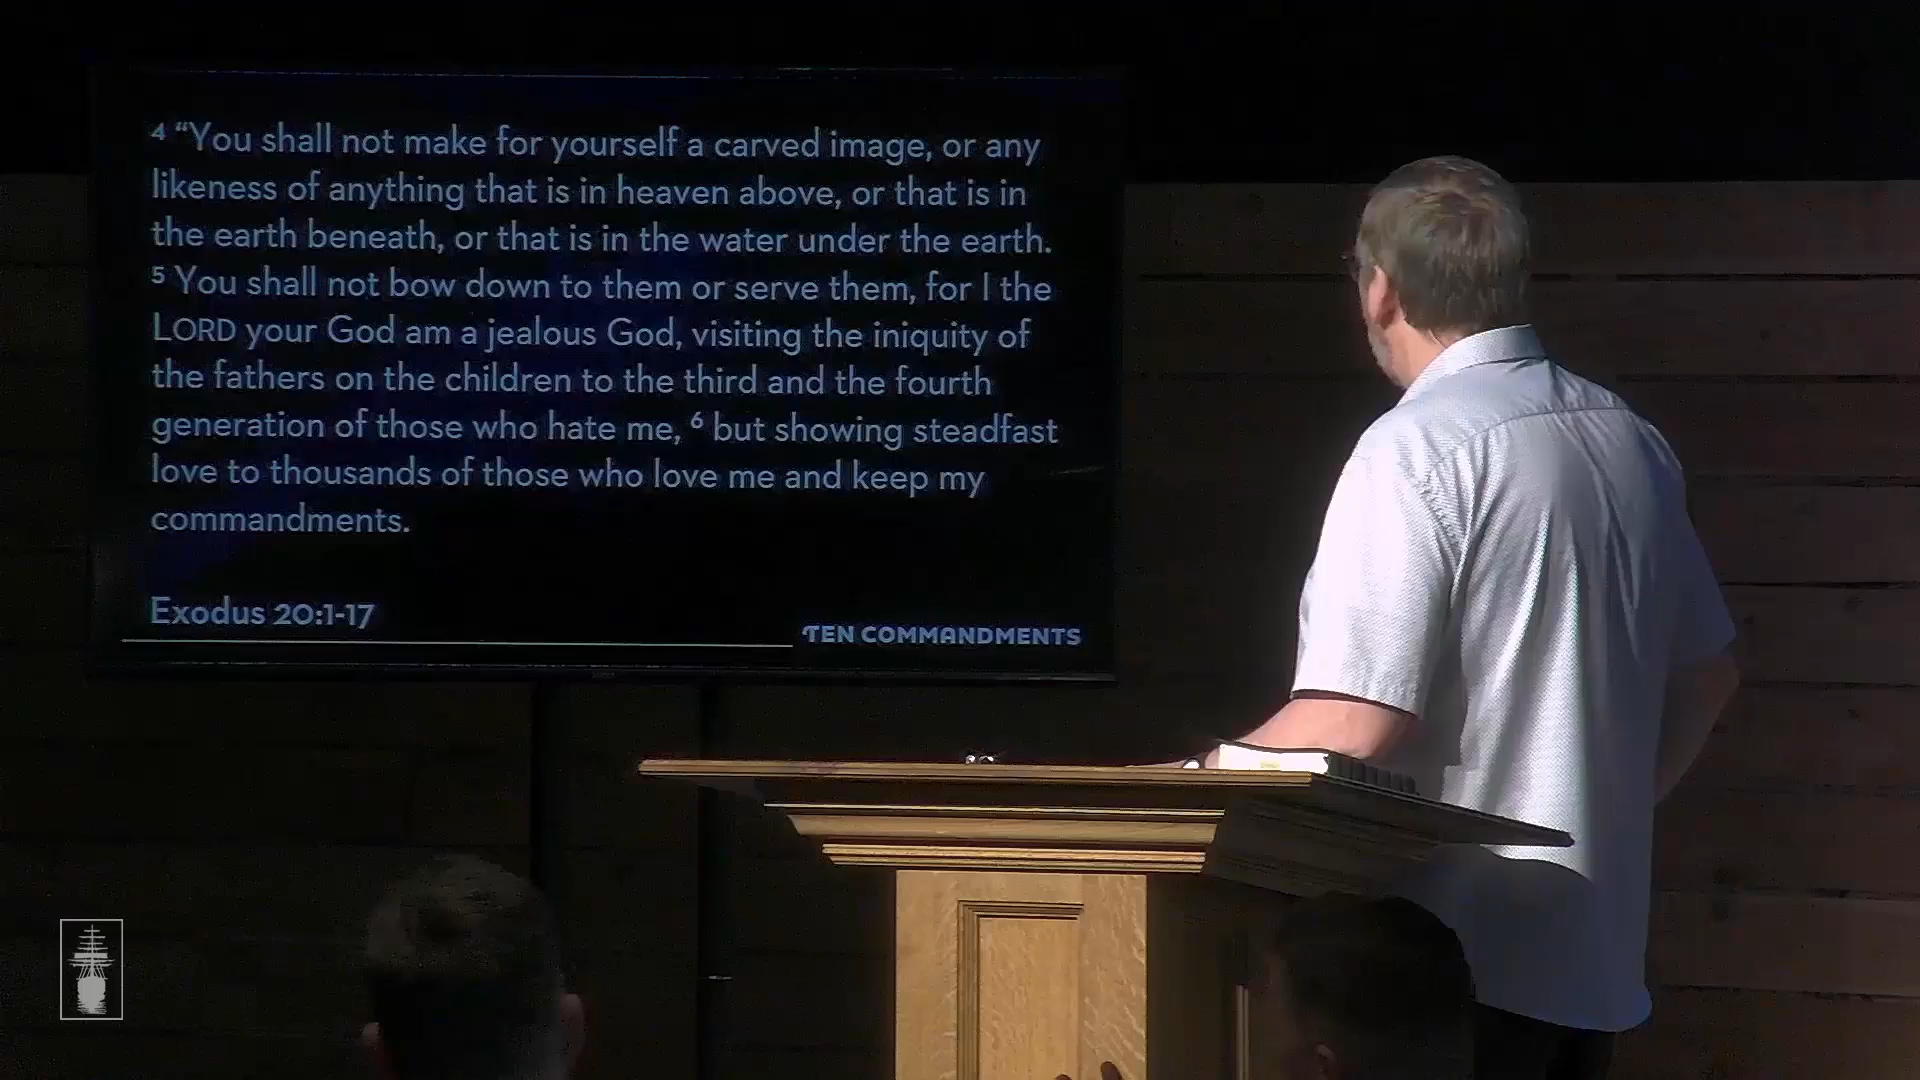 ⁴ “You shall not make for yourself a carved image, or any
likeness of anything that is in heaven above, or that is in
the earth beneath, or that is in the water under the earth.
⁵ You shall not bow down to them or serve them, for I the
LORD your God am a jealous God, visiting the iniquity of
the fathers on the children to the third and the fourth
generation of those who hate me, ⁶ but showing steadfast
love to thousands of those who love me and keep my
commandments.
Exodus 20:1-17
TEN COMMANDMENTS